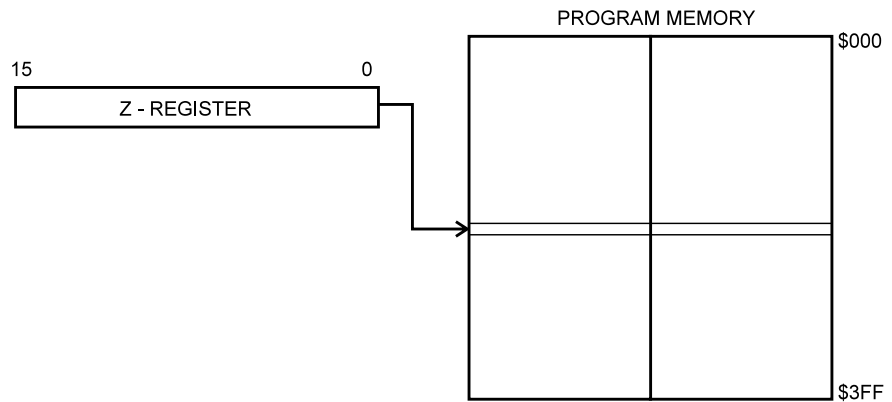 PROGRAM MEMORY
$000
15
0
Z - REGISTER
$3FF